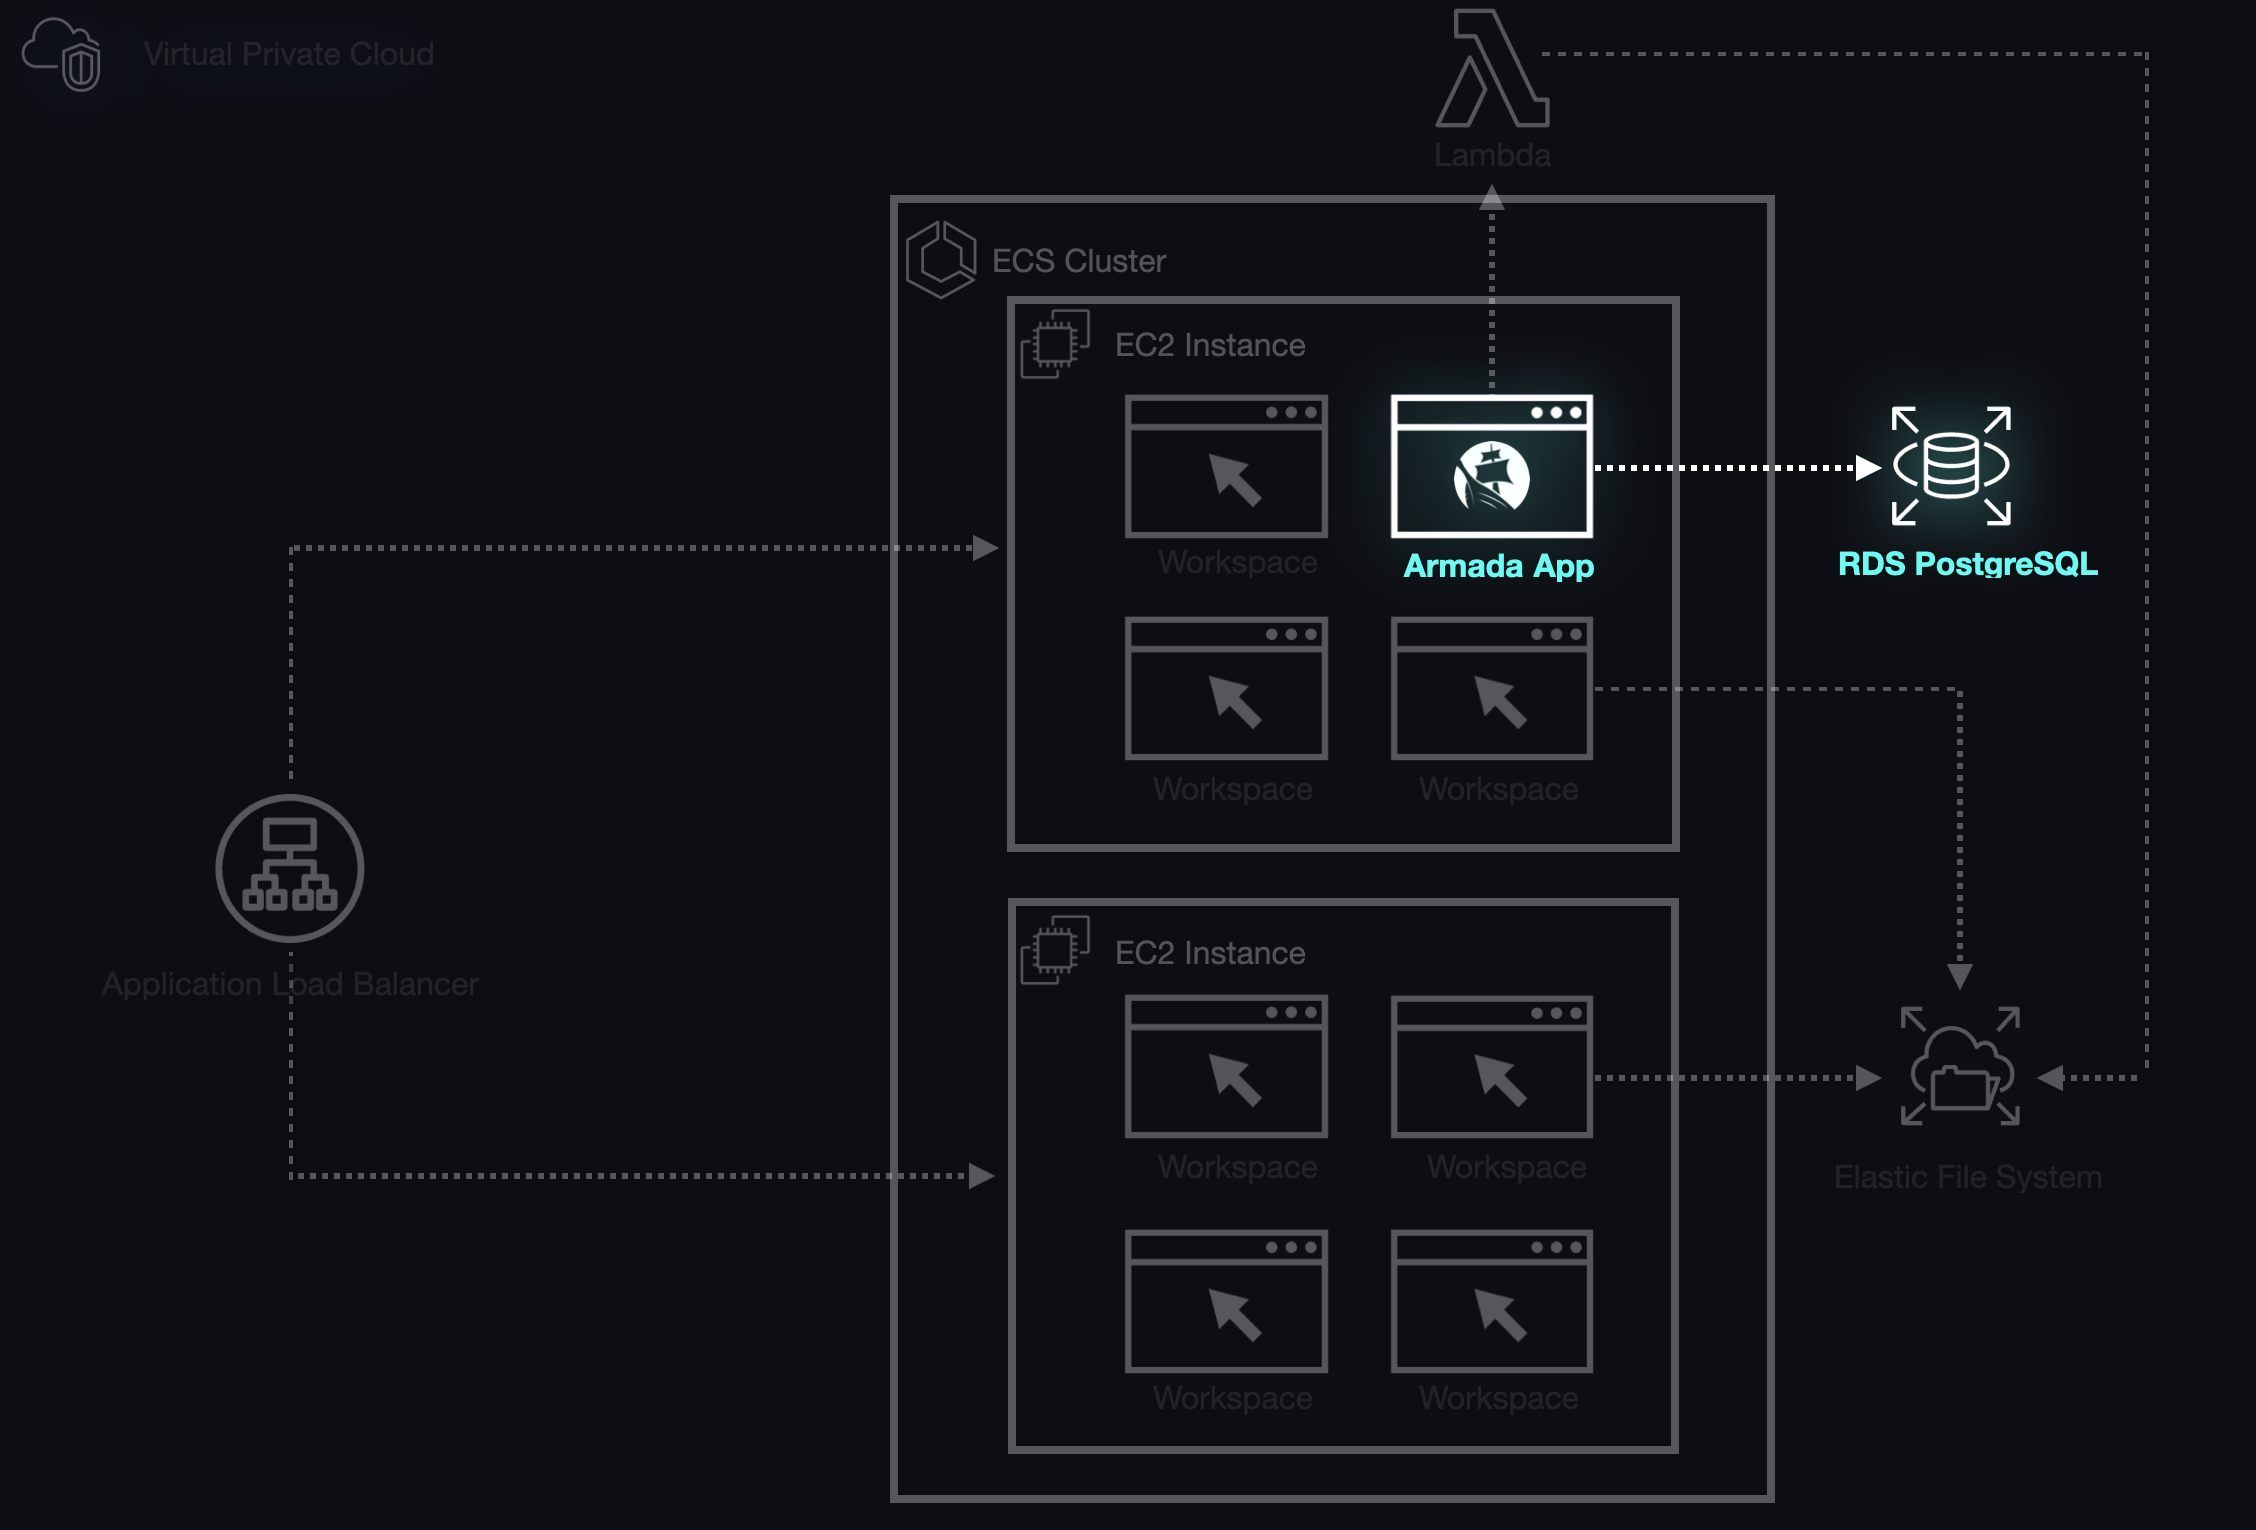 Virtual Private Cloud
Lambda
ECS Cluster
EC2 Instance
Workspace
Armada App
RDS PostgreSQL
Workspace
Workspace
Application Load Balancer
EC2 Instance
Workspace
Workspace
Elastic File System
Workspace
Workspace